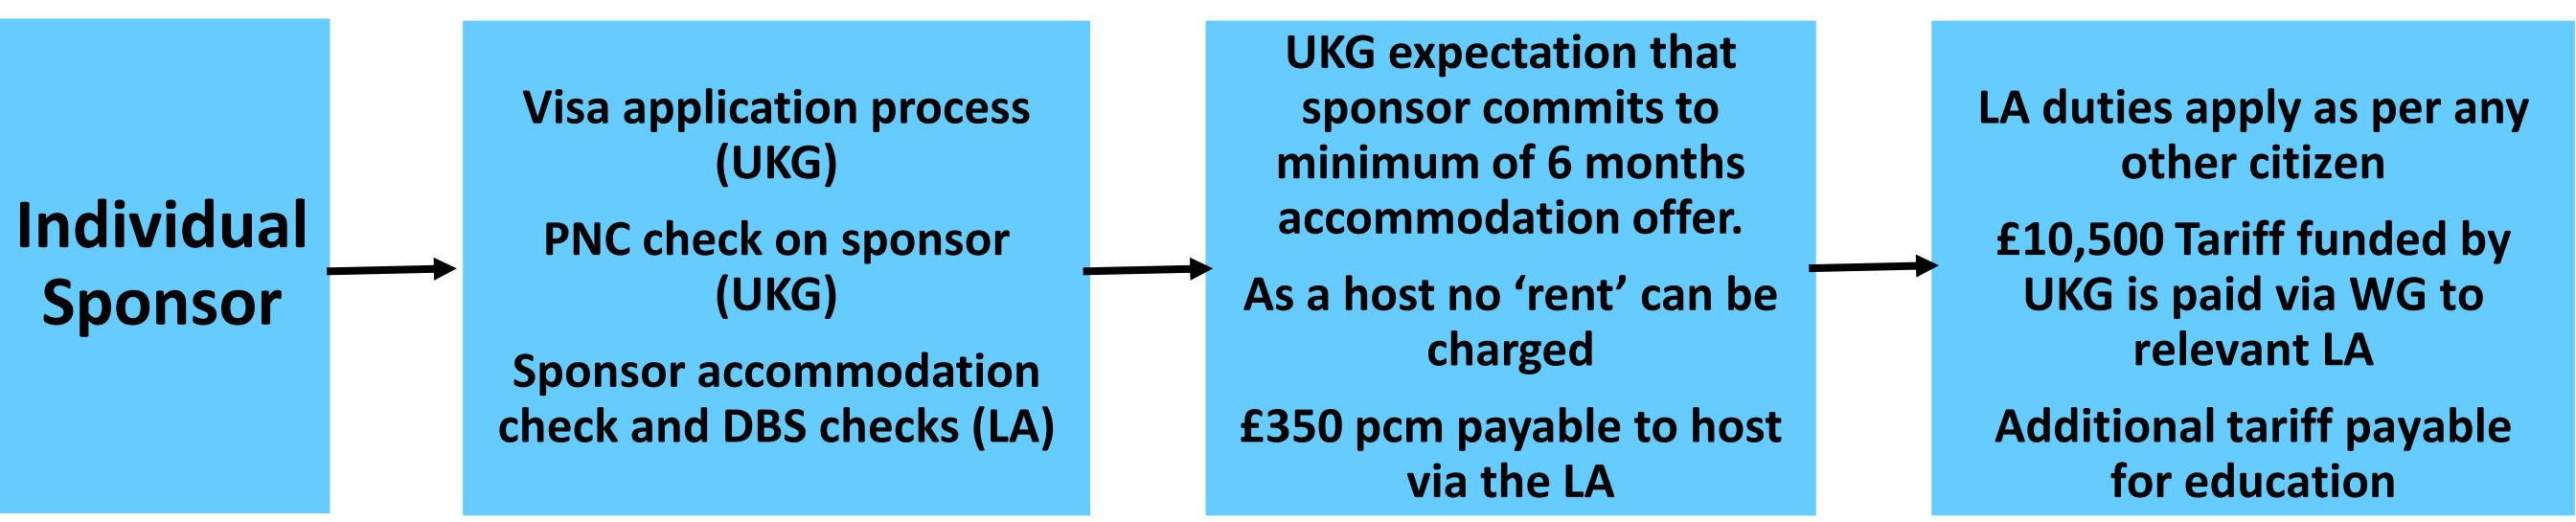 Individual
Sponsor
Visa application process
(UKG)
PNC check on sponsor
(UKG)
Sponsor accommodation
check and DBS checks (LA)
UKG expectation that
sponsor commits to
minimum of 6 months
accommodation offer.
As a host no ‘rent’ can be
charged
£350 pcm payable to host
via the LA
LA duties apply as per any
other citizen
£10,500 Tariff funded by
UKG is paid via WG to
relevant LA
Additional tariff payable
for education